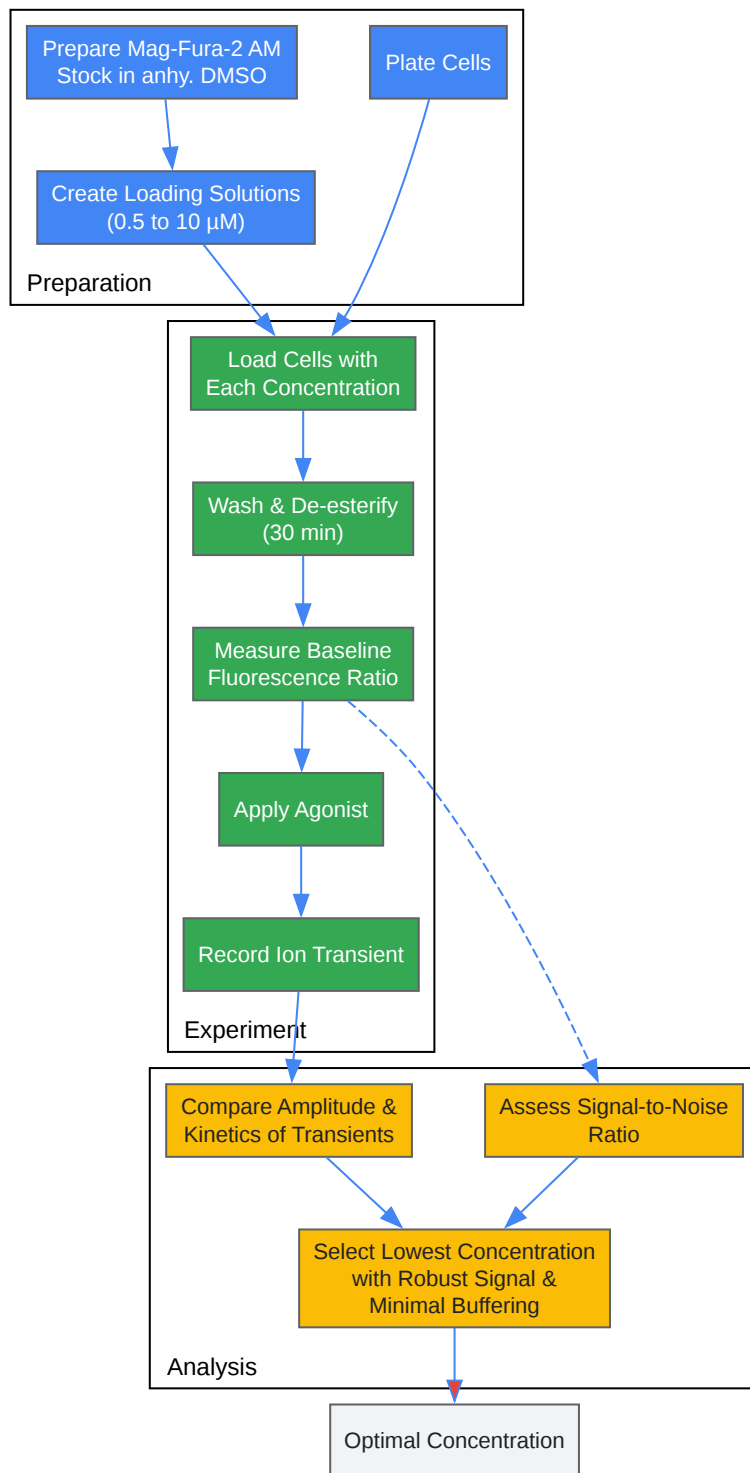 Prepare Mag-Fura-2 AM
Stock in anhy. DMSO
Plate Cells
Create Loading Solutions
(0.5 to 10 µM)
Preparation
Load Cells with
Each Concentration
Wash & De-esterify
(30 min)
Measure Baseline
Fluorescence Ratio
Apply Agonist
Record Ion Transient
Experiment
Compare Amplitude &
Kinetics of Transients
Assess Signal-to-Noise
Ratio
Select Lowest Concentration
with Robust Signal &
Minimal Buffering
Analysis
Optimal Concentration